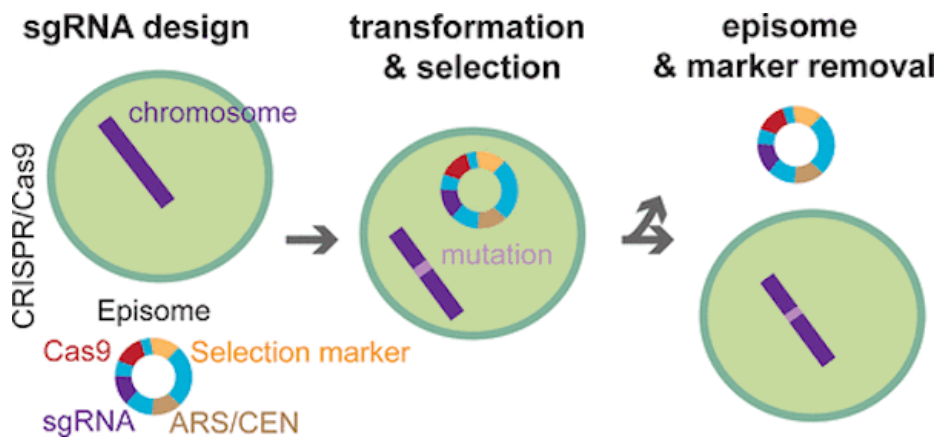 sgRNA design
transformation
& selection
episome
& marker removal
CRISPR/Cas9
chromosome
mutation
Episome
Cas9
Selection marker
sgRNA
ARS/CEN